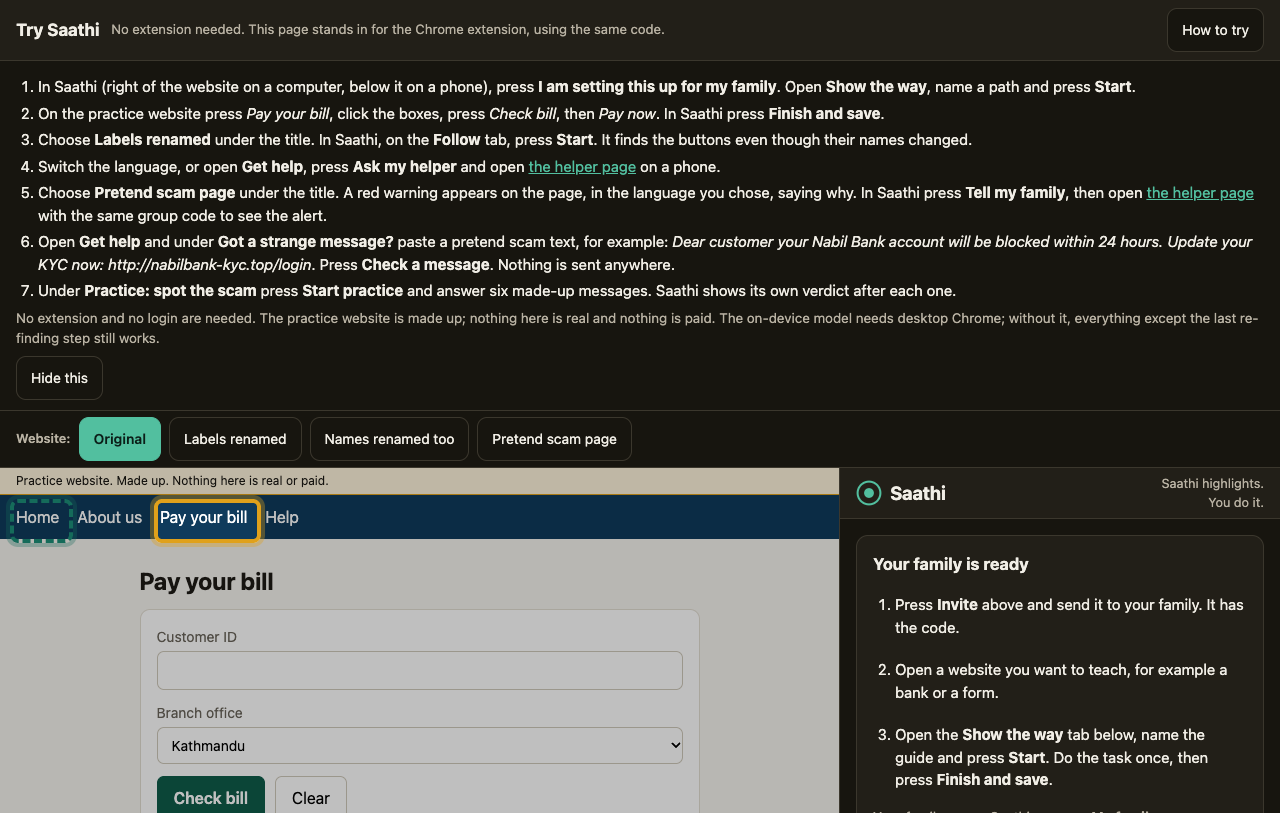 Try Saathi No extension needed. This page stands in for the Chrome extension, using the same code. How to try
1. In Saathi (right of the website on a computer, below it on a phone), press I am setting this up for my family. Open Show the way, name a path and press Start.
2. On the practice website press Pay your bill, click the boxes, press Check bill, then Pay now. In Saathi press Finish and save.
3. Choose Labels renamed under the title. In Saathi, on the Follow tab, press Start. It finds the buttons even though their names changed.
4. Switch the language, or open Get help, press Ask my helper and open the helper page on a phone.
5. Choose Pretend scam page under the title. A red warning appears on the page, in the language you chose, saying why. In Saathi press Tell my family, then open the helper page
with the same group code to see the alert.
6. Open Get help and under Got a strange message? paste a pretend scam text, for example: Dear customer your Nabil Bank account will be blocked within 24 hours. Update your
KYC now: http://nabilbank-kyc.top/login. Press Check a message. Nothing is sent anywhere.
7. Under Practice: spot the scam press Start practice and answer six made-up messages. Saathi shows its own verdict after each one.
No extension and no login are needed. The practice website is made up; nothing here is real and nothing is paid. The on-device model needs desktop Chrome; without it, everything except the last re-
finding step still works.
Hide this
Website: Original Labels renamed Names renamed too Pretend scam page
Practice website. Made up. Nothing here is real or paid.
Home About us Pay your bill Help
Pay your bill
Customer ID
Branch office
Kathmandu
Check bill Clear
Saathi
Saathi highlights.
You do it.
Your family is ready
1. Press Invite above and send it to your family. It has
the code.
2. Open a website you want to teach, for example a
bank or a form.
3. Open the Show the way tab below, name the
guide and press Start. Do the task once, then
press Finish and save.